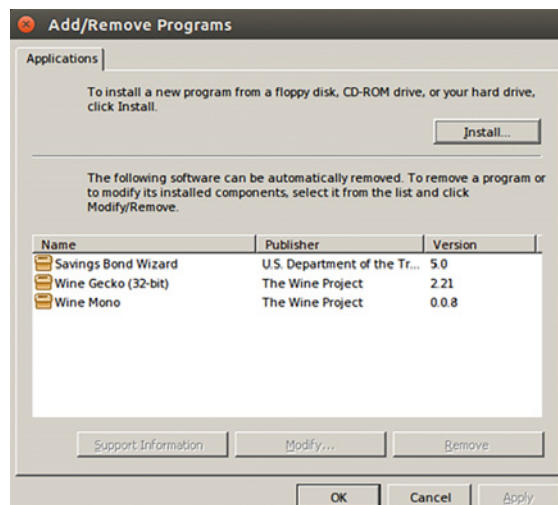 Add/Remove Programs
Applications
To install a new program from a floppy disk, CD-ROM drive, or your hard drive,
click Install.
Install...
The following software can be automatically removed. To remove a program or
to modify its installed components, select it from the list and click
Modify/Remove.
Name Publisher Version
Savings Bond Wizard U.S. Department of the Tr... 5.0
Wine Gecko (32-bit) The Wine Project 2.21
Wine Mono The Wine Project 0.0.8
Support Information Modify... Remove
OK Cancel Apply